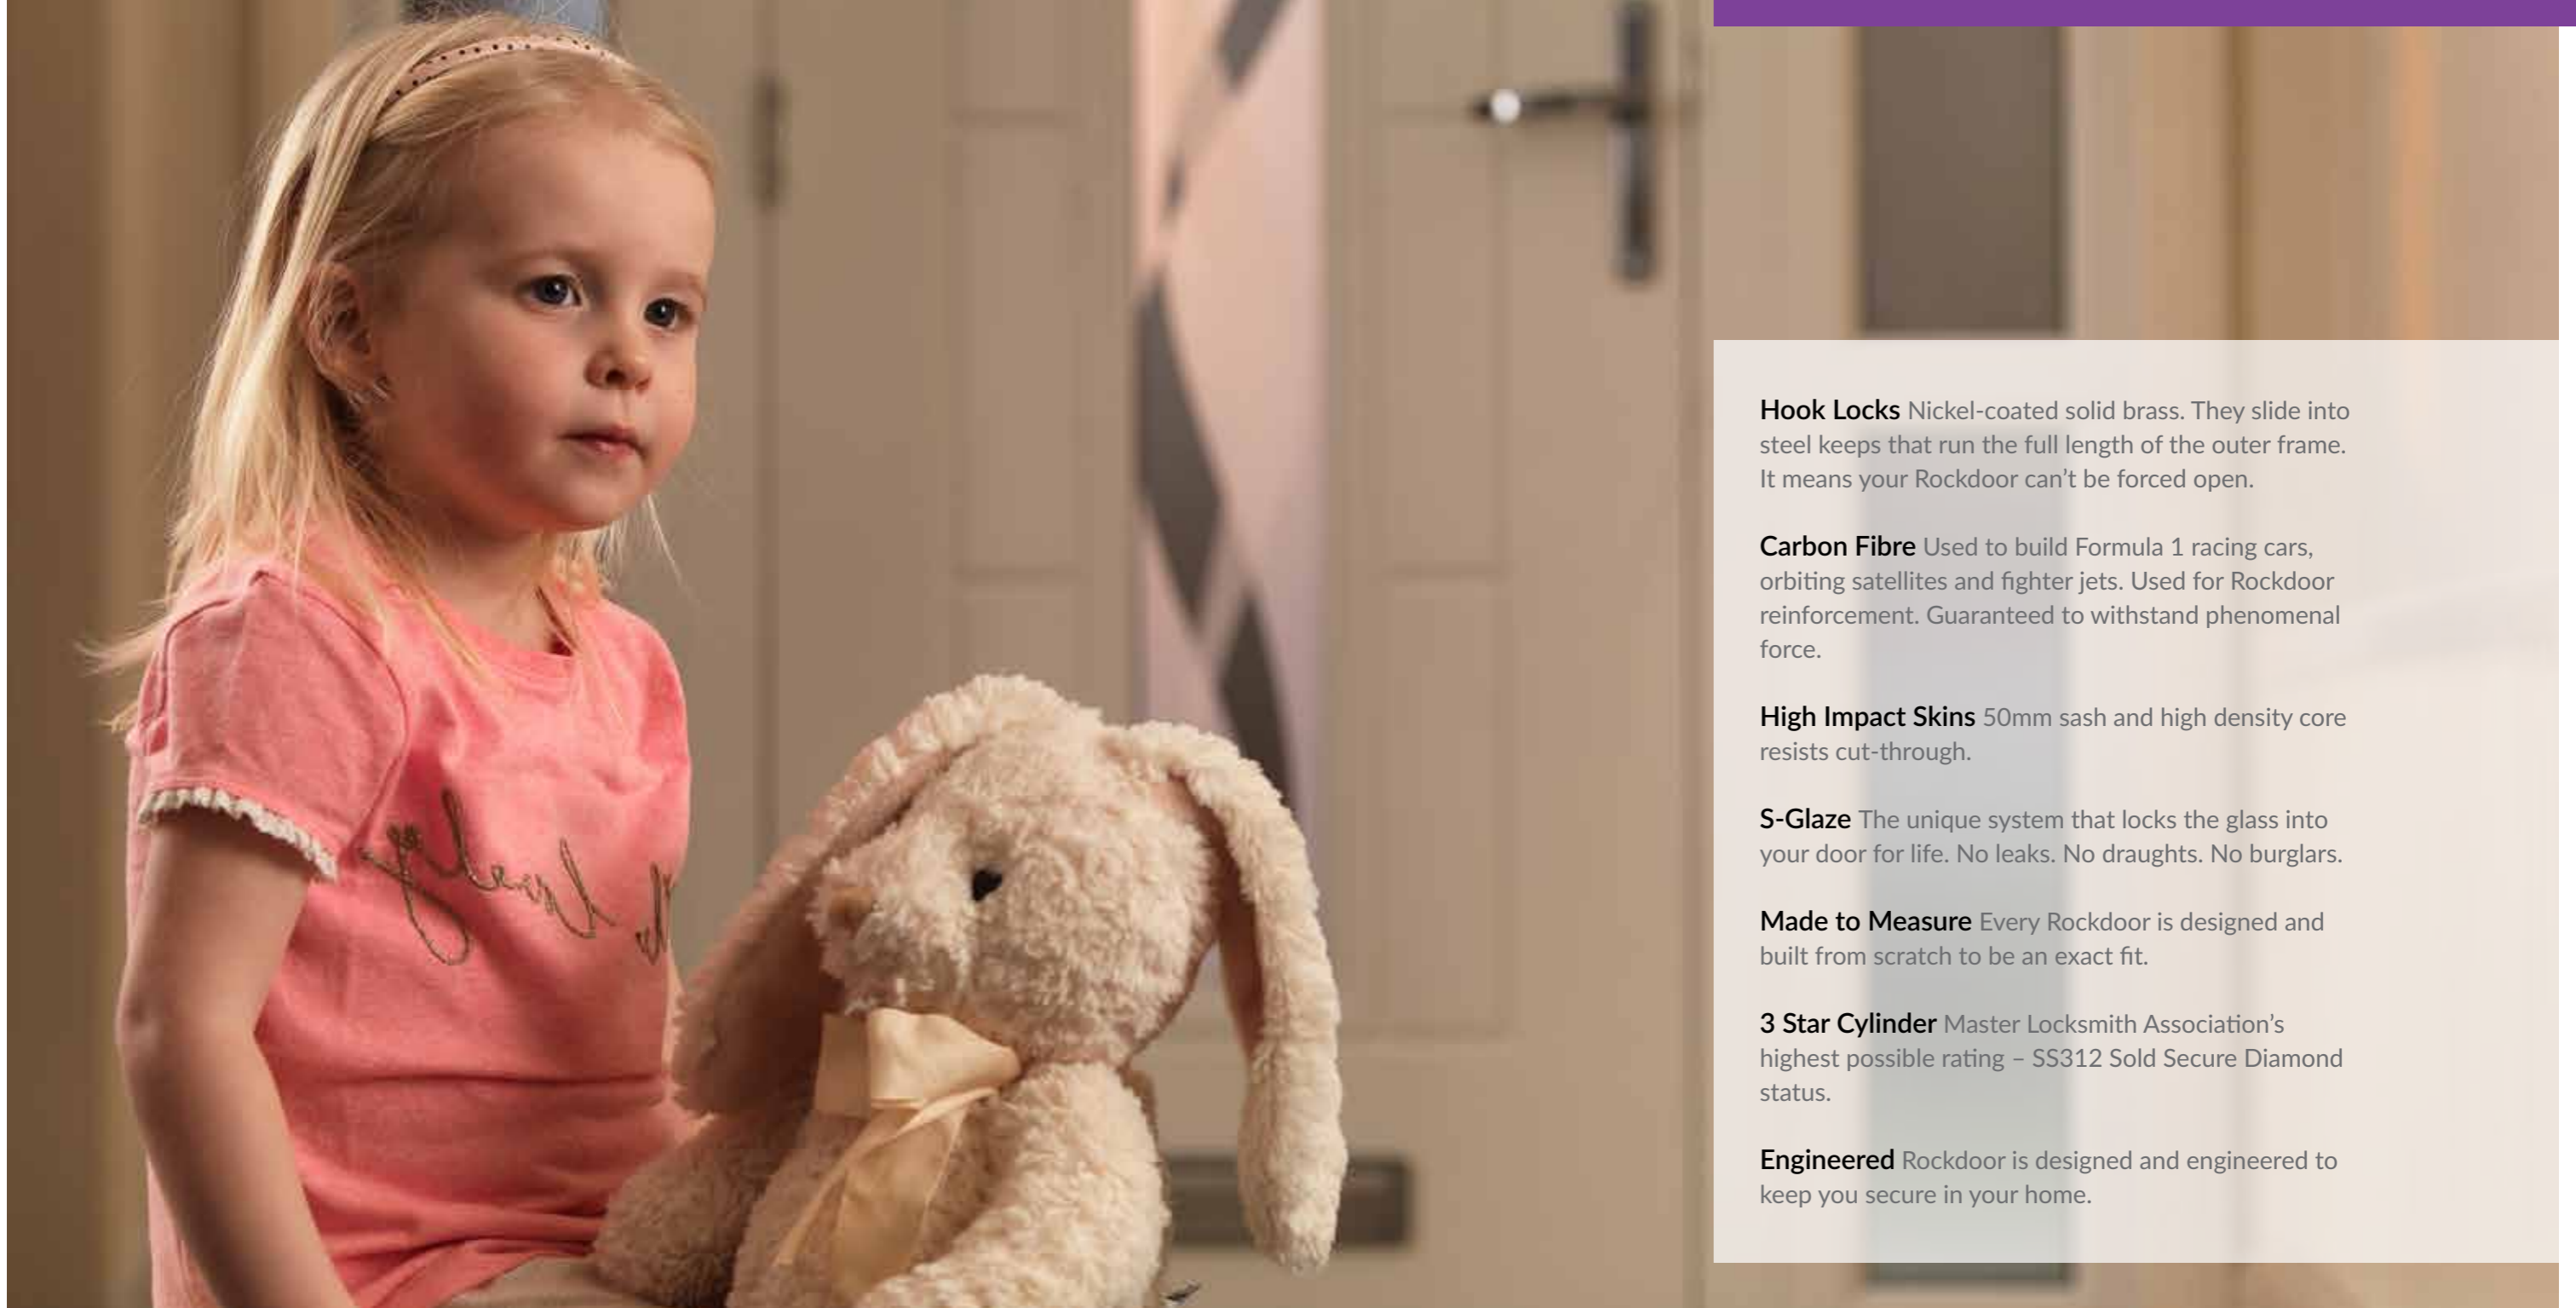 Hook Locks Nickel-coated solid brass. They slide into
steel keeps that run the full length of the outer frame.
It means your Rockdoor can’t be forced open.
Carbon Fibre Used to build Formula 1 racing cars,
orbiting satellites and fighter jets. Used for Rockdoor
reinforcement. Guaranteed to withstand phenomenal
force.
High Impact Skins 50mm sash and high density core
resists cut-through.
S-Glaze The unique system that locks the glass into
your door for life. No leaks. No draughts. No burglars.
Made to Measure Every Rockdoor is designed and
built from scratch to be an exact fit.
3 Star Cylinder Master Locksmith Association’s
highest possible rating – SS312 Sold Secure Diamond
status.
Engineered Rockdoor is designed and engineered to
keep you secure in your home.